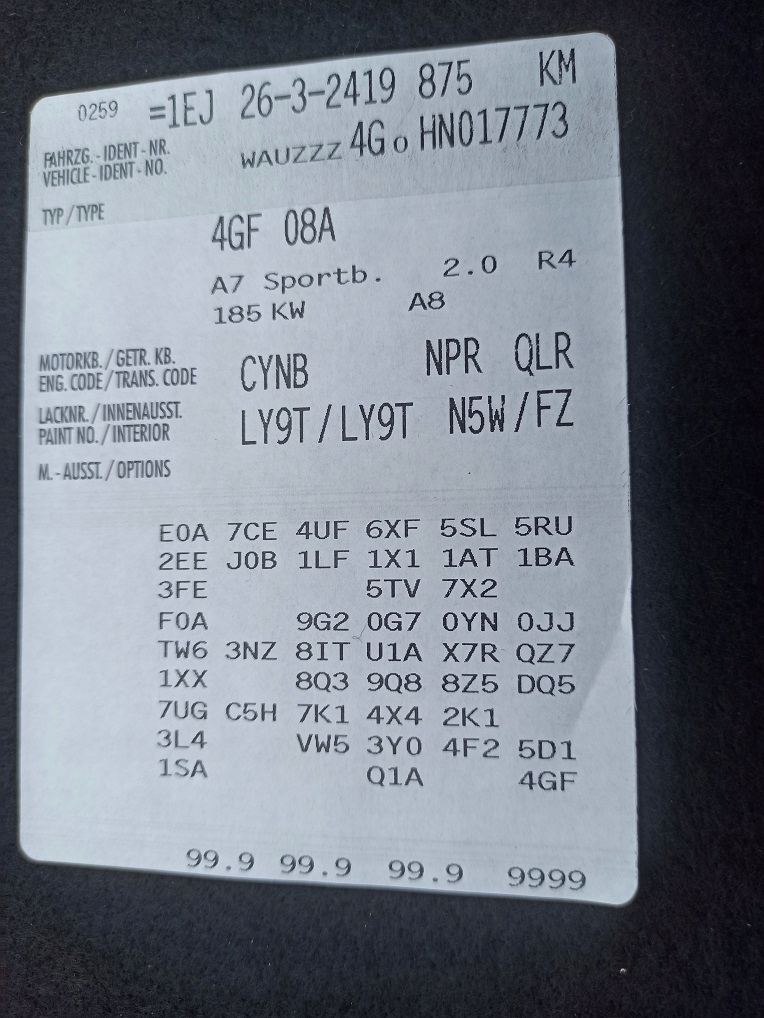 0259 =1EJ 26-3-2419 875 KM
FAHRZG.-IDENT-NR.
VEHICLE-IDENT-NO. WAUZZZ 4G0 HN017773
TYP/TYPE
4GF 08A
A7 Sportb. 2.0 R4
185 KW A8
MOTORKB./GETR. KB.
ENG. CODE/TRANS. CODE CYNB NPR QLR
LACKNR./INNENAUSST.
PAINT NO./INTERIOR LY9T/LY9T N5W/FZ
M.-AUSST./OPTIONS
E0A 7CE 4UF 6XF 5SL 5RU
2EE J0B 1LF 1X1 1AT 1BA
3FE 5TV 7X2
F0A 9G2 0G7 0YN 0JJ
TW6 3NZ 8IT U1A X7R QZ7
1XX 8Q3 9Q8 8Z5 DQ5
7UG C5H 7K1 4X4 2K1
3L4 VW5 3Y0 4F2 5D1
1SA Q1A 4GF
99.9 99.9 99.9 9999